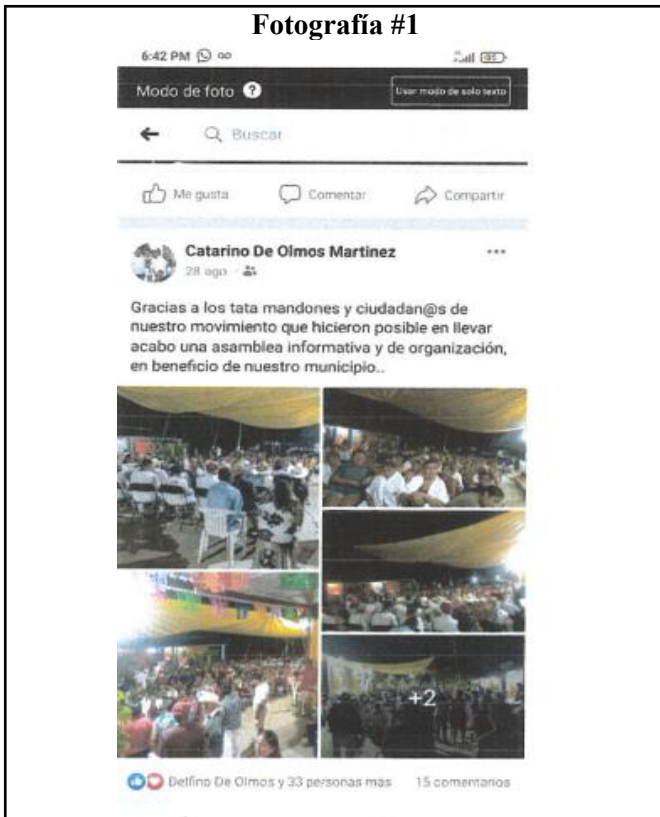 Fotografía #1
6:42 PM
Modo de foto ? Usar modo de solo texto
Buscar
Me gusta Comentar Compartir
Catarino De Olmos Martinez
28 ago
Gracias a los tata mandones y ciudadan@s de
nuestro movimiento que hicieron posible en llevar
acabo una asamblea informativa y de organización,
en beneficio de nuestro municipio..
+2
Delfino De Olmos y 33 personas más 15 comentarios